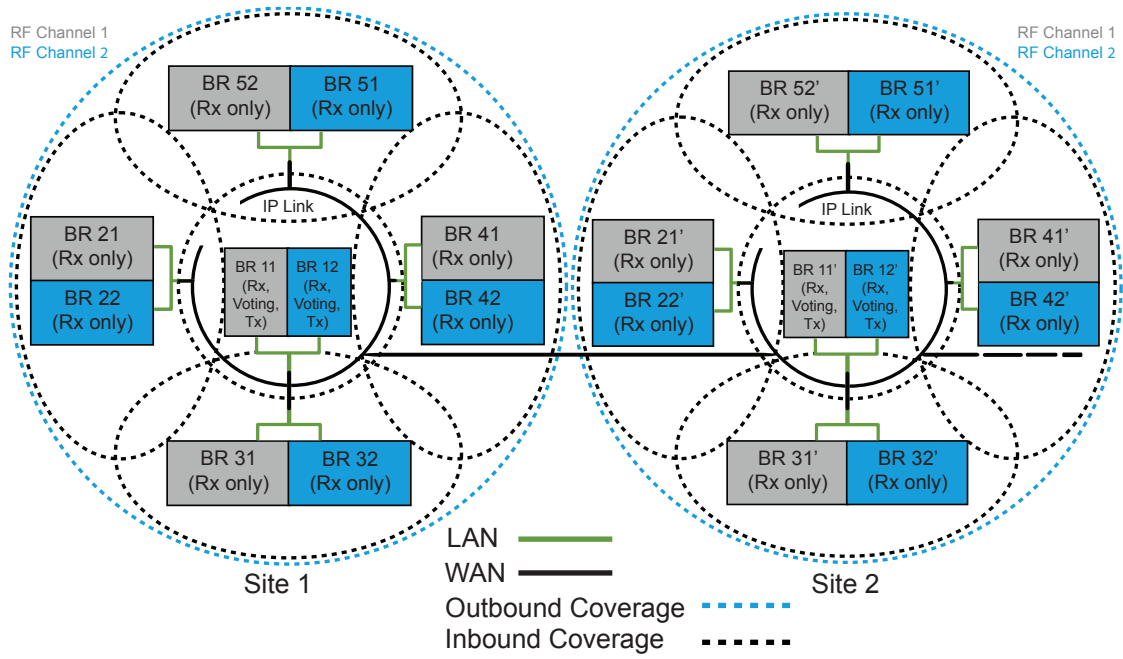 RF Channel 1
RF Channel 2
RF Channel 1
RF Channel 2
BR 52
(Rx only)
BR 51
(Rx only)
BR 52’
(Rx only)
BR 51’
(Rx only)
IP Link
IP Link
BR 21
(Rx only)
BR 22
(Rx only)
BR 11
(Rx,
Voting,
Tx)
BR 12
(Rx,
Voting,
Tx)
BR 41
(Rx only)
BR 42
(Rx only)
BR 21’
(Rx only)
BR 22’
(Rx only)
BR 11’
(Rx,
Voting,
Tx)
BR 12’
(Rx,
Voting,
Tx)
BR 41’
(Rx only)
BR 42’
(Rx only)
BR 31
(Rx only)
BR 32
(Rx only)
BR 31’
(Rx only)
BR 32’
(Rx only)
Site 1
Site 2
LAN
WAN
Outbound Coverage
Inbound Coverage